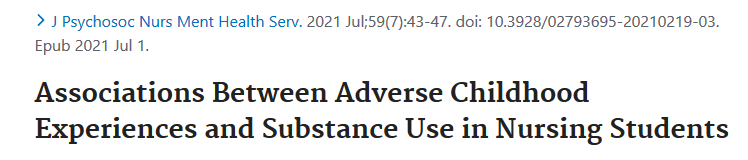 J Psychosoc Nurs Ment Health Serv. 2021 Jul;59(7):43-47. doi: 10.3928/02793695-20210219-03.
Epub 2021 Jul 1.
Associations Between Adverse Childhood
Experiences and Substance Use in Nursing Students